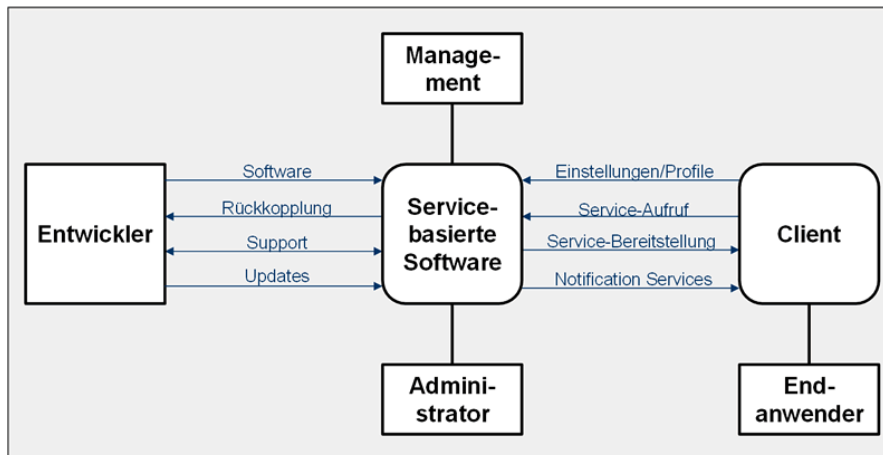 Manage-
ment
Software
Rückkopplung
Support
Updates
Entwickler
Service-
basierte
Software
Einstellungen/Profile
Service-Aufruf
Service-Bereitstellung
Notification Services
Client
Admini-
strator
End-
anwender